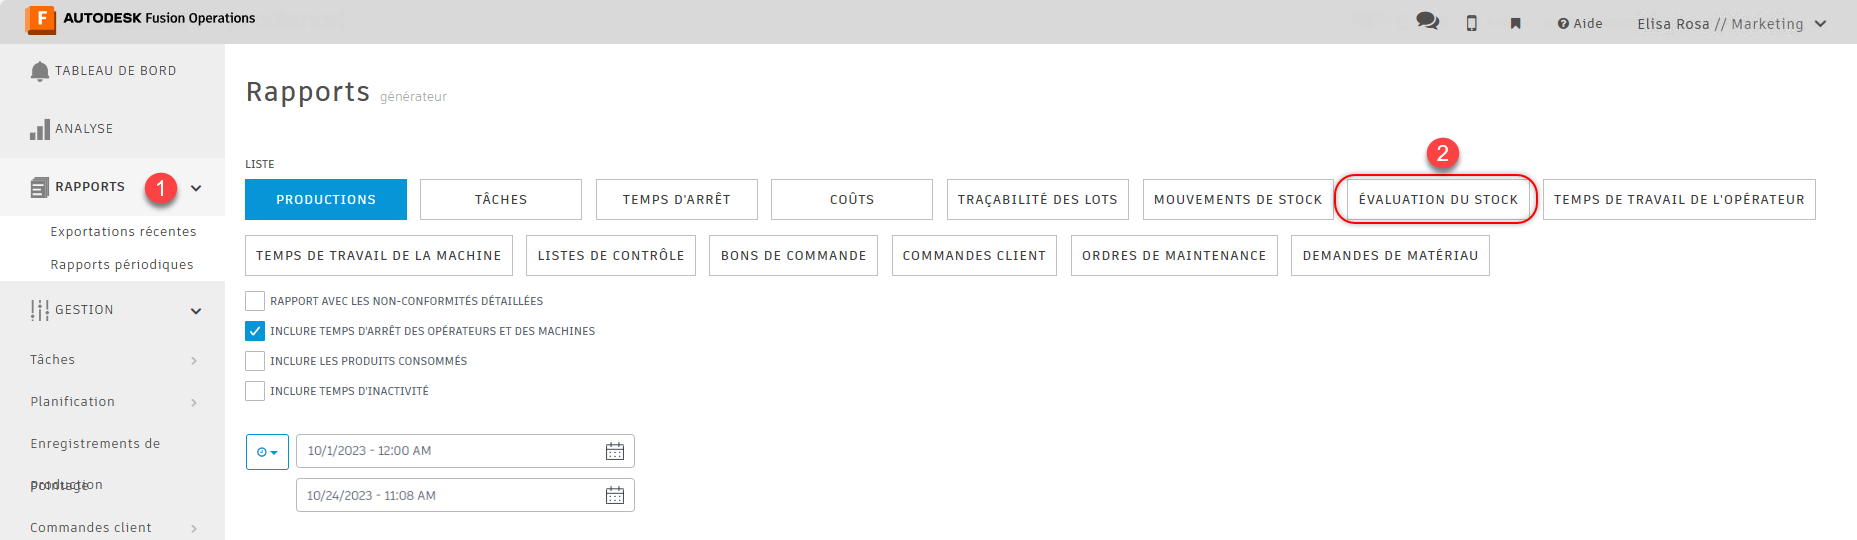 F AUTODESK Fusion Operations
Aide
Elisa Rosa // Marketing
TABLEAU DE BORD
ANALYSE
RAPPORTS 1
Exportations récentes
Rapports périodiques
GESTION
Tâches
Planification
Enregistrements de
production
Pointage
Commandes client
Rapports générateur
LISTE
2
PRODUCTIONS TÂCHES TEMPS D'ARRÊT COÛTS TRAÇABILITÉ DES LOTS MOUVEMENTS DE STOCK ÉVALUATION DU STOCK TEMPS DE TRAVAIL DE L'OPÉRATEUR
TEMPS DE TRAVAIL DE LA MACHINE LISTES DE CONTRÔLE BONS DE COMMANDE COMMANDES CLIENT ORDRES DE MAINTENANCE DEMANDES DE MATÉRIAU
RAPPORT AVEC LES NON-CONFORMITÉS DÉTAILLÉES
INCLURE TEMPS D'ARRÊT DES OPÉRATEURS ET DES MACHINES
INCLURE LES PRODUITS CONSOMMÉS
INCLURE TEMPS D'INACTIVITÉ
10/1/2023 - 12:00 AM
10/24/2023 - 11:08 AM